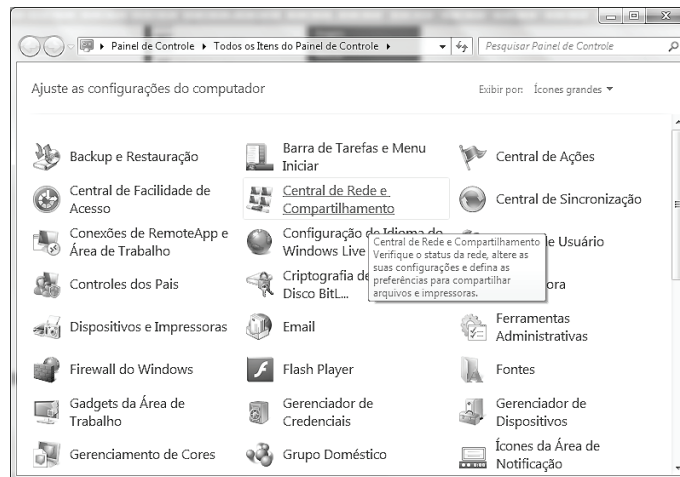 Painel de Controle Todos os Itens do Painel de Controle
Pesquisar Painel de Controle
Ajuste as configurações do computador
Exibir por: Ícones grandes
Backup e Restauração
Barra de Tarefas e Menu
Iniciar
Central de Ações
Central de Facilidade de
Acesso
Central de Rede e
Compartilhamento
Central de Sincronização
Conexões de RemoteApp e
Área de Trabalho
Configuração de Idioma do
Windows Live
de Usuário
Central de Rede e Compartilhamento
Verifique o status da rede, altere as
suas configurações e defina as
preferências para compartilhar
arquivos e impressoras.
Controles dos Pais
Criptografia de
Disco BitL...
Dispositivos e Impressoras
Email
Ferramentas
Administrativas
Firewall do Windows
Flash Player
Fontes
Gadgets da Área de
Trabalho
Gerenciador de
Credenciais
Gerenciador de
Dispositivos
Gerenciamento de Cores
Grupo Doméstico
Ícones da Área de
Notificação